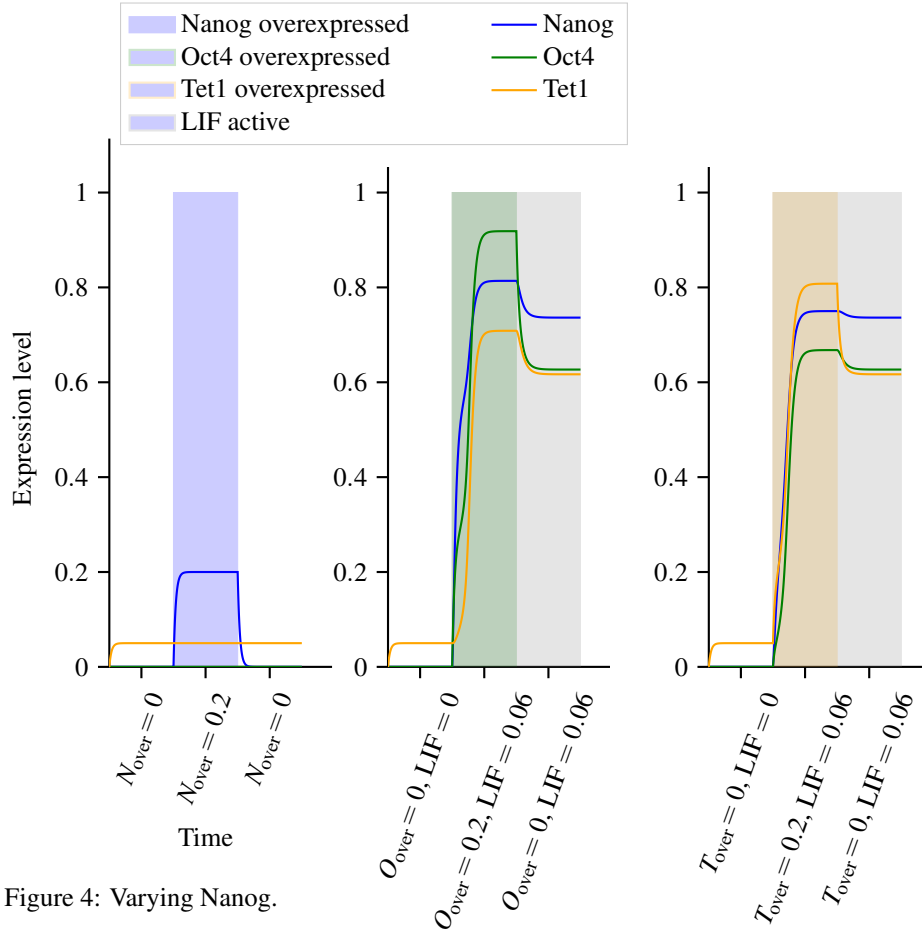 Nanog overexpressed
Oct4 overexpressed
Tet1 overexpressed
LIF active
Nanog
Oct4
Tet1
Expression level
1
0.8
0.6
0.4
0.2
0
N_over = 0
N_over = 0.2
N_over = 0
Time
1
0.8
0.6
0.4
0.2
0
O_over = 0, LIF = 0
O_over = 0.2, LIF = 0.06
O_over = 0, LIF = 0.06
1
0.8
0.6
0.4
0.2
0
T_over = 0, LIF = 0
T_over = 0.2, LIF = 0.06
T_over = 0, LIF = 0.06
Figure 4: Varying Nanog.